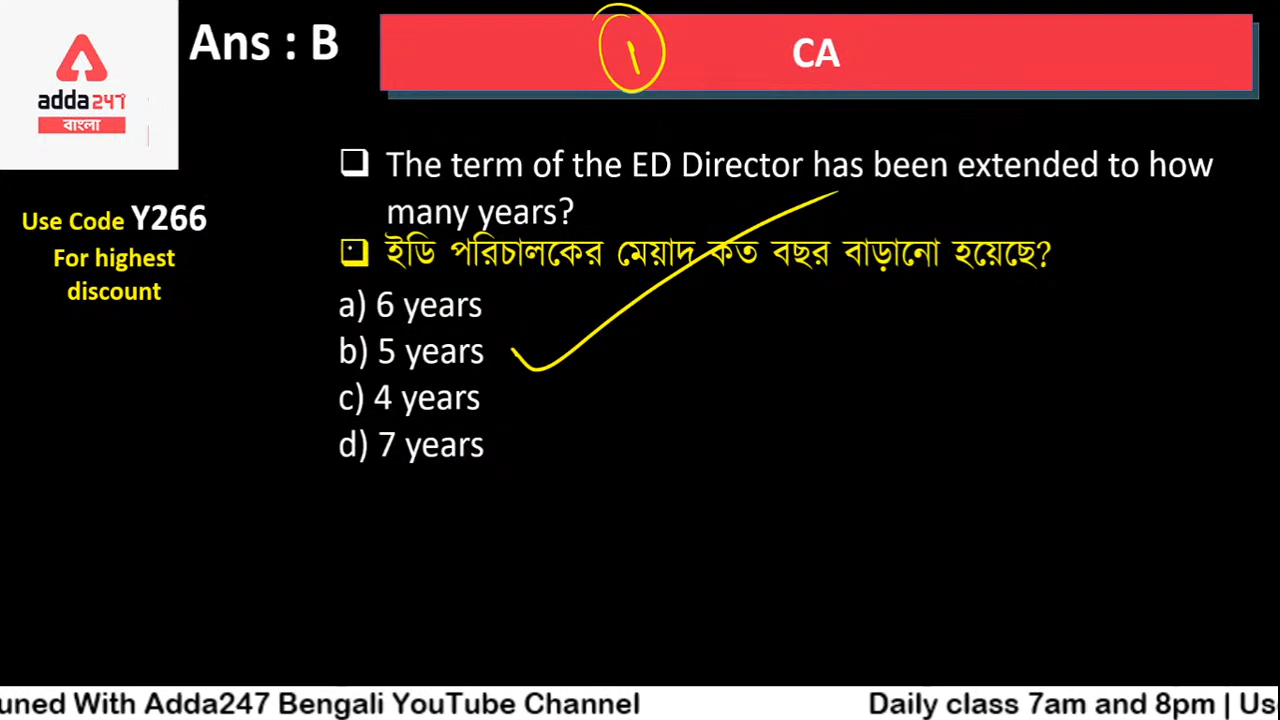 Ans : B
CA
adda247
বাংলা
Use Code Y266
For highest
discount
The term of the ED Director has been extended to how
many years?
ইডি পরিচালকের মেয়াদ কত বছর বাড়ানো হয়েছে?
a) 6 years
b) 5 years
c) 4 years
d) 7 years
uned With Adda247 Bengali YouTube Channel
Daily class 7am and 8pm | Us